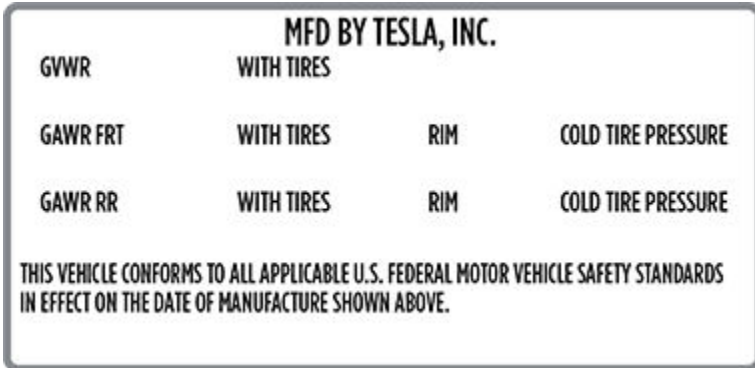 MFD BY TESLA, INC.
GVWR WITH TIRES
GAWR FRT WITH TIRES RIM COLD TIRE PRESSURE
GAWR RR WITH TIRES RIM COLD TIRE PRESSURE
THIS VEHICLE CONFORMS TO ALL APPLICABLE U.S. FEDERAL MOTOR VEHICLE SAFETY STANDARDS
IN EFFECT ON THE DATE OF MANUFACTURE SHOWN ABOVE.